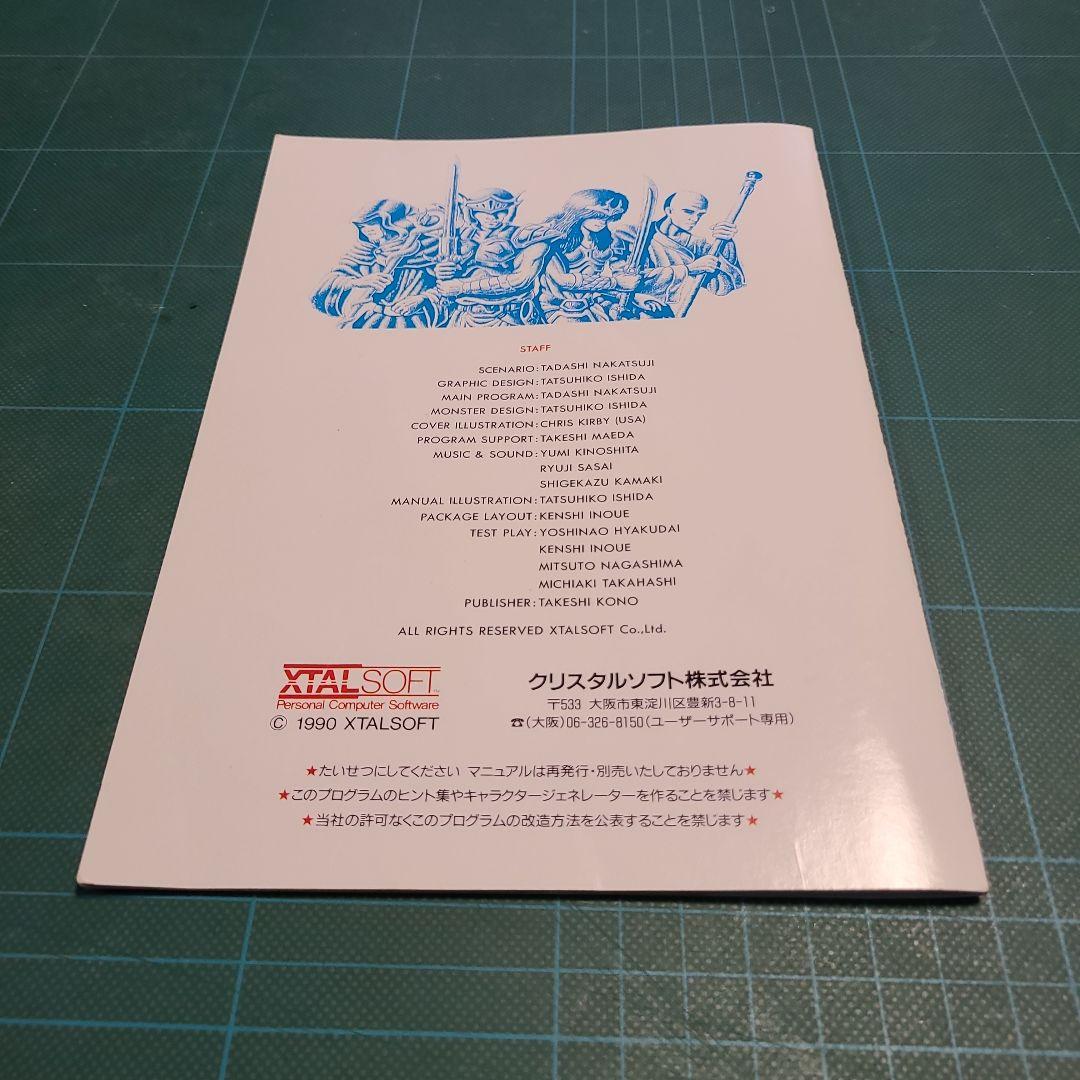 STAFF
SCENARIO:TADASHI NAKATSUJI
GRAPHIC DESIGN:TATSUHIKO ISHIDA
MAIN PROGRAM:TADASHI NAKATSUJI
MONSTER DESIGN:TATSUHIKO ISHIDA
COVER ILLUSTRATION:CHRIS KIRBY (USA)
PROGRAM SUPPORT:TAKESHI MAEDA
MUSIC & SOUND:YUMI KINOSHITA
RYUJI SASAI
SHIGEKAZU KAMAKI
MANUAL ILLUSTRATION:TATSUHIKO ISHIDA
PACKAGE LAYOUT:KENSHI INOUE
TEST PLAY:YOSHINAO HYAKUDAI
KENSHI INOUE
MITSUTO NAGASHIMA
MICHIAKI TAKAHASHI
PUBLISHER:TAKESHI KONO
ALL RIGHTS RESERVED XTALSOFT Co.,Ltd.
XTALSOFT™
Personal Computer Software
© 1990 XTALSOFT
クリスタルソフト株式会社
〒533 大阪市東淀川区豊新3-8-11
☎(大阪)06-326-8150(ユーザーサポート専用)
★たいせつにしてください マニュアルは再発行・別売いたしておりません★
★このプログラムのヒント集やキャラクタージェネレーターを作ることを禁じます★
★当社の許可なくこのプログラムの改造方法を公表することを禁じます★